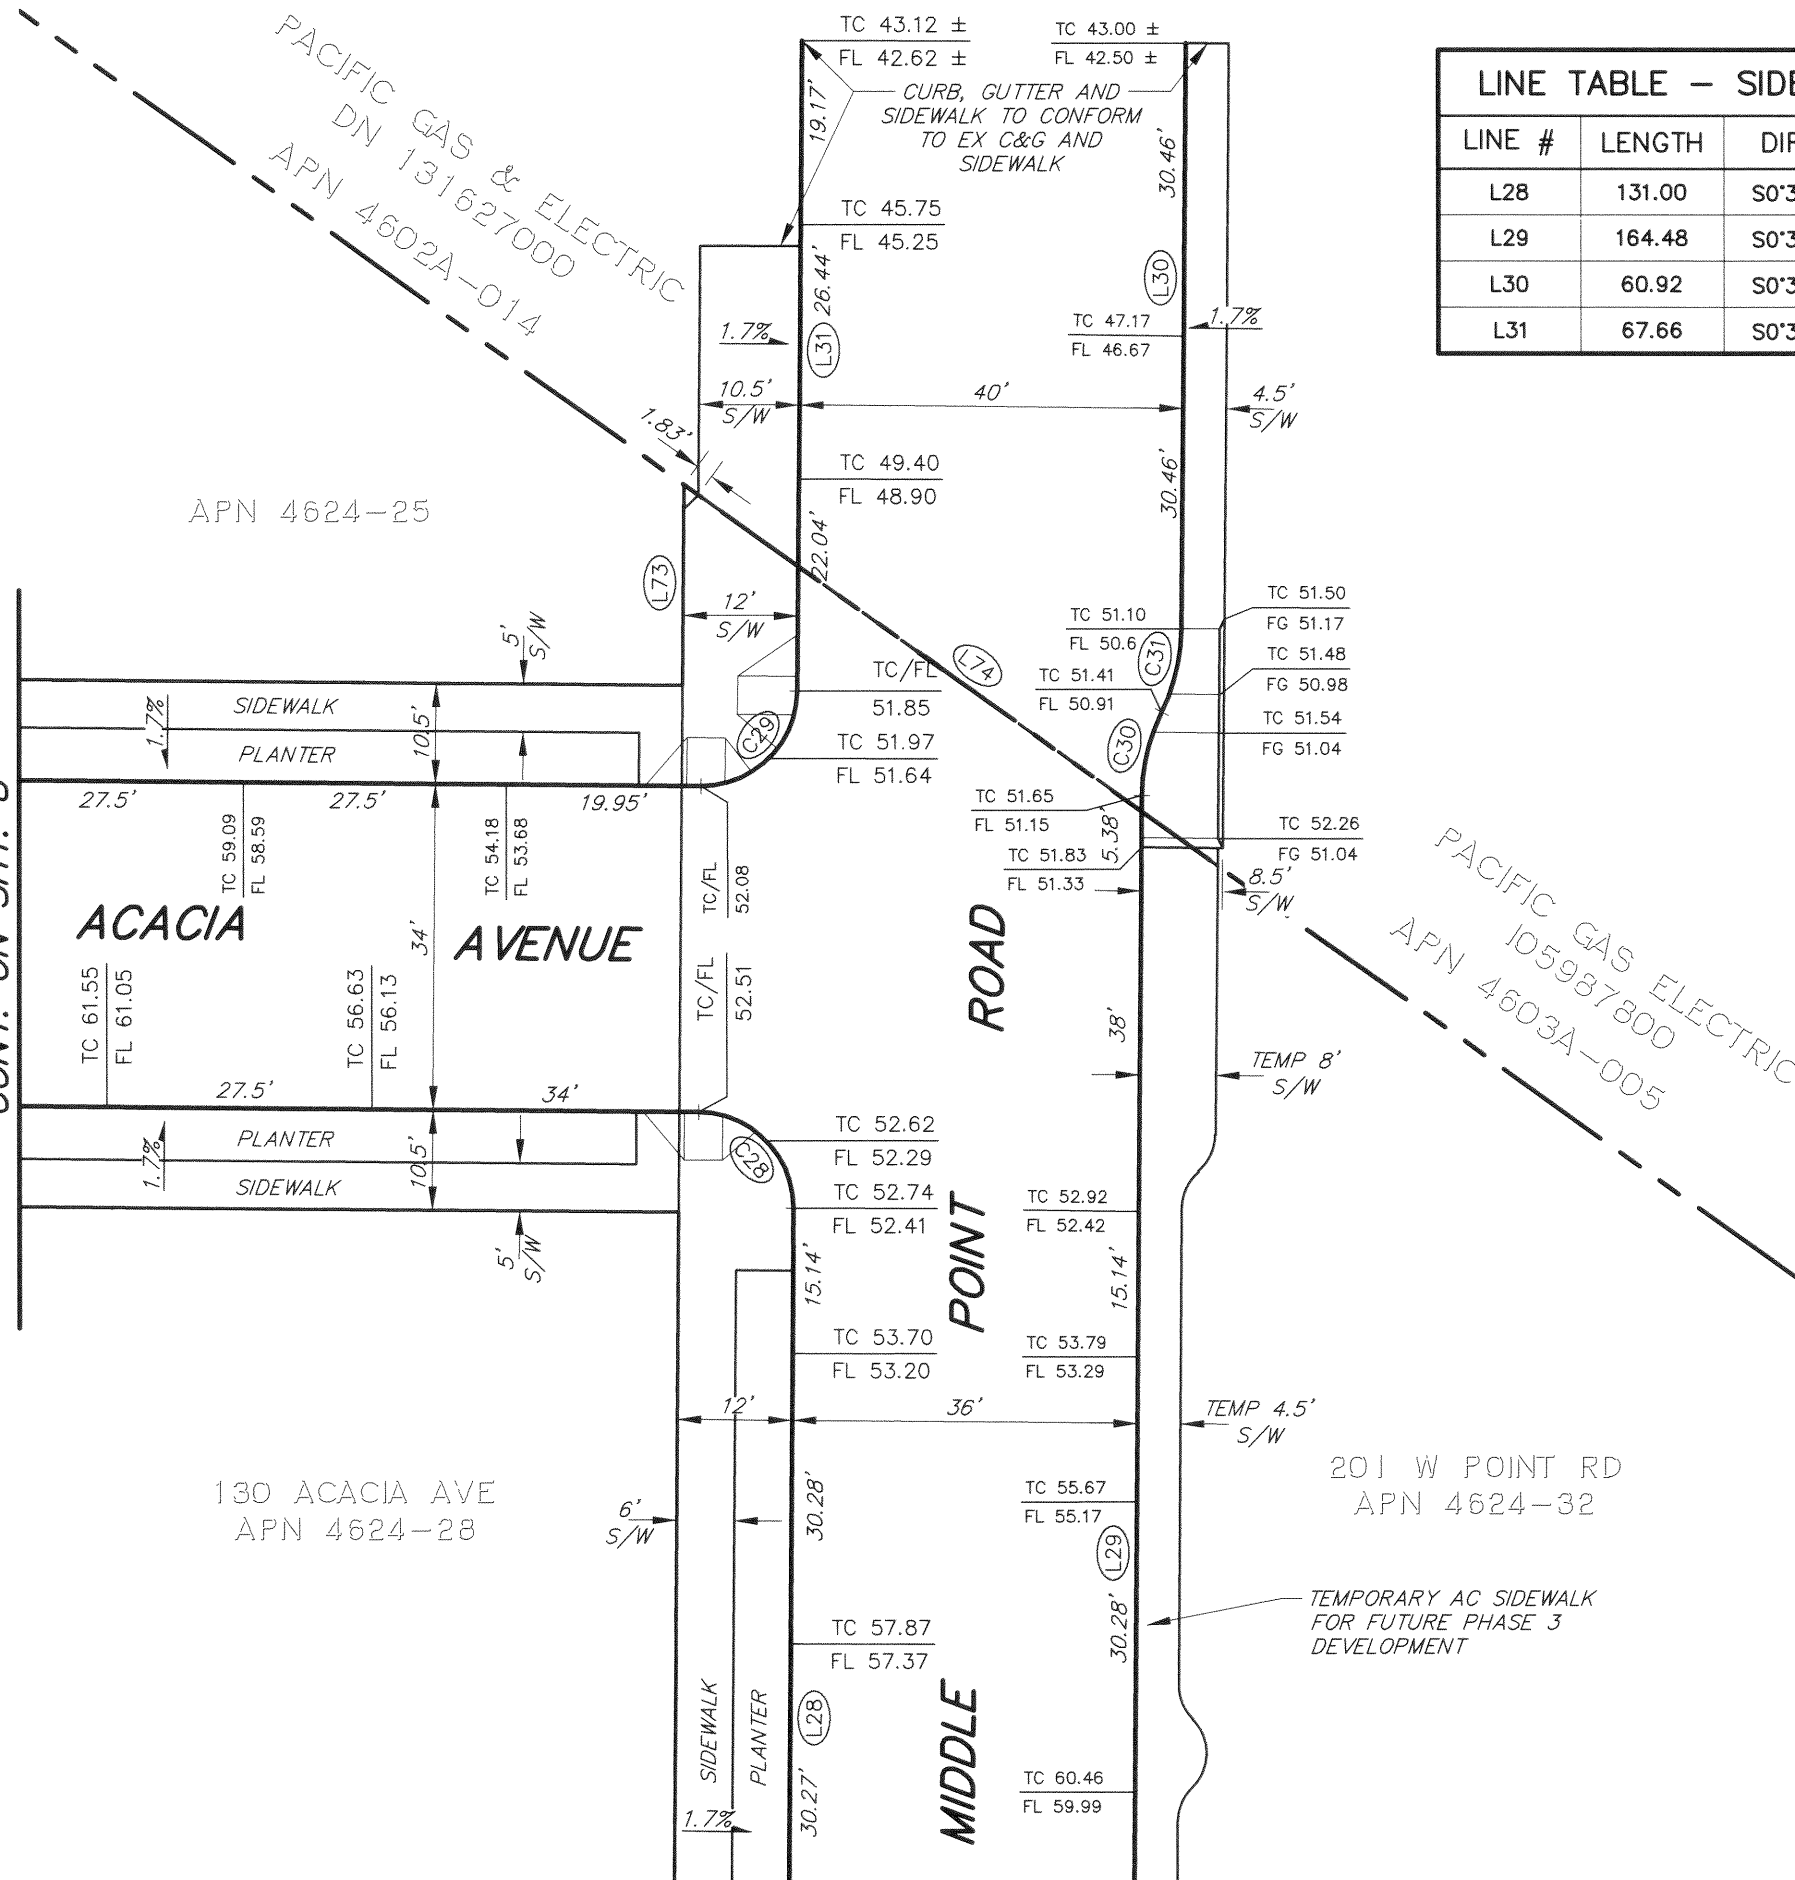 PACIFIC GAS & ELECTRIC
DN 131627000
APN 4602A-014
TC 43.12 ±
FL 42.62 ±
TC 43.00 ±
FL 42.50 ±
CURB, GUTTER AND
SIDEWALK TO CONFORM
TO EX C&G AND
SIDEWALK
19.17'
30.46'
LINE TABLE –
LINE #
LENGTH
L28
131.00
L29
164.48
L30
60.92
L31
67.66
TC 45.75
FL 45.25
26.44'
L31
L30
TC 47.17
FL 46.67
1.7%
1.7%
10.5'
S/W
40'
4.5'
S/W
1.83'
TC 49.40
FL 48.90
30.46'
22.04'
APN 4624-25
L73
12'
S/W
5'
S/W
TC 51.10
FL 50.6
C31
TC 51.50
FG 51.17
TC 51.48
FG 50.98
TC 51.54
FG 51.04
TC 51.41
FL 50.91
C30
L74
TC/FL
51.85
TC 51.97
FL 51.64
C29
SIDEWALK
PLANTER
1.7%
10.5'
27.5'
27.5'
19.95'
TC 59.09
FL 58.59
TC 54.18
FL 53.68
TC/FL
52.08
TC 51.65
FL 51.15
TC 51.83
FL 51.33
5.38'
TC 52.26
FG 51.04
8.5'
S/W
PACIFIC GAS ELECTRIC
105987800
APN 4603A-005
ACACIA AVENUE
34'
TC 61.55
FL 61.05
TC 56.63
FL 56.13
TC/FL
52.51
MIDDLE POINT ROAD
38'
TEMP 8'
S/W
27.5'
34'
PLANTER
SIDEWALK
1.7%
10.5'
5'
S/W
C28
TC 52.62
FL 52.29
TC 52.74
FL 52.41
15.14'
TC 52.92
FL 52.42
15.14'
TC 53.70
FL 53.20
TC 53.79
FL 53.29
12'
36'
TEMP 4.5'
S/W
130 ACACIA AVE
APN 4624-28
201 W POINT RD
APN 4624-32
6'
S/W
30.28'
TC 55.67
FL 55.17
L29
30.28'
TEMPORARY AC SIDEWALK
FOR FUTURE PHASE 3
DEVELOPMENT
TC 57.87
FL 57.37
L28
SIDEWALK
PLANTER
30.27'
1.7%
TC 60.46
FL 59.99